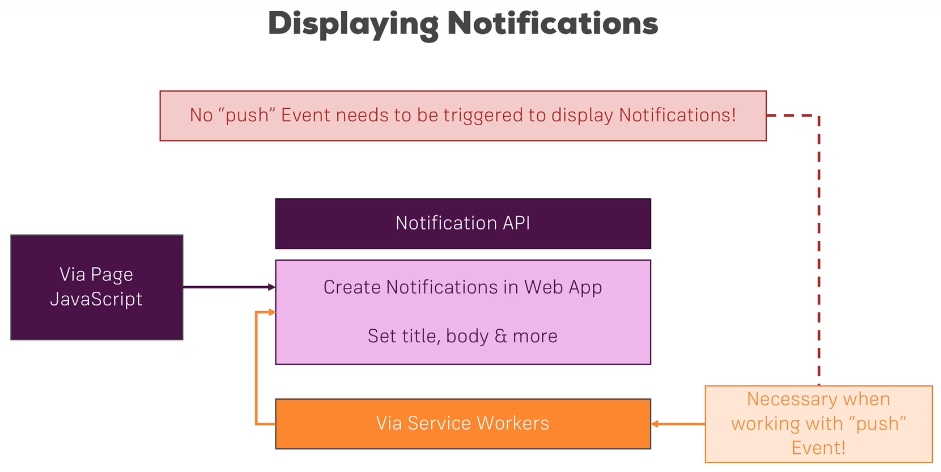 Displaying Notifications
No “push” Event needs to be triggered to display Notifications!
Notification API
Via Page
JavaScript
Create Notifications in Web App
Set title, body & more
Via Service Workers
Necessary when
working with “push”
Event!